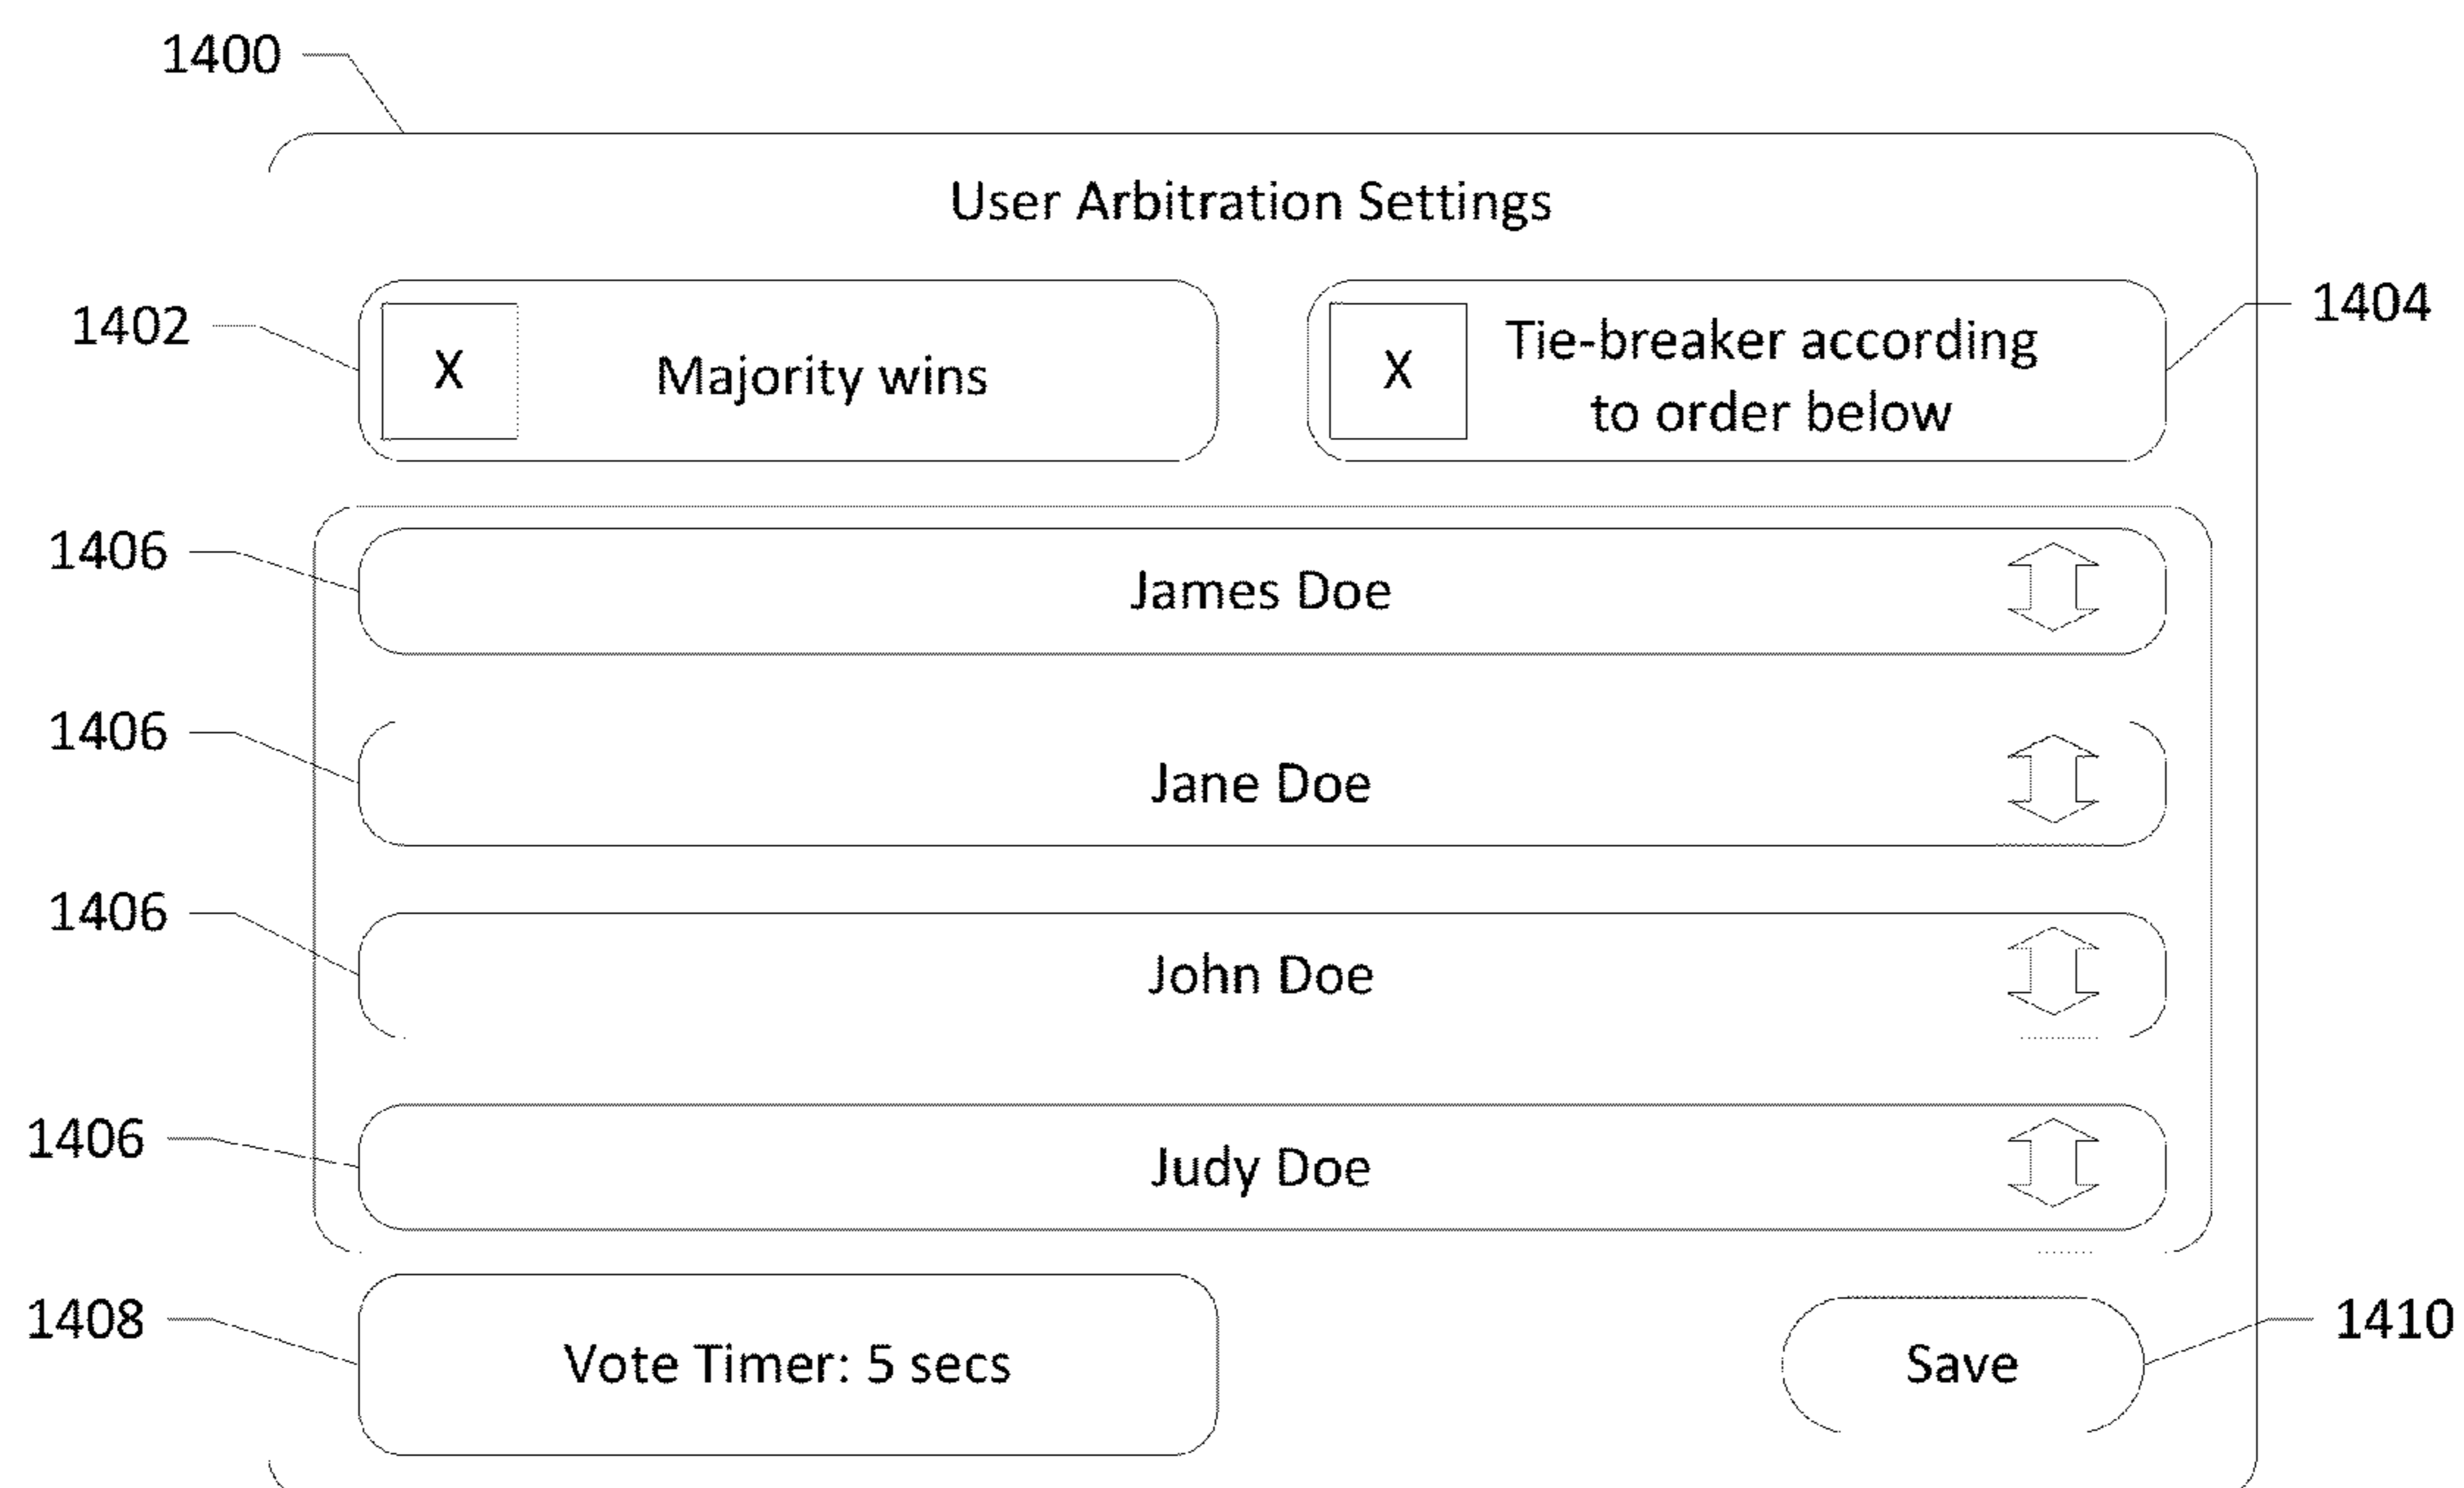 1400
User Arbitration Settings
1402
X
Majority wins
X
Tie-breaker according
to order below
1404
1406
James Doe
1406
Jane Doe
1406
John Doe
1406
Judy Doe
1408
Vote Timer: 5 secs
Save
1410